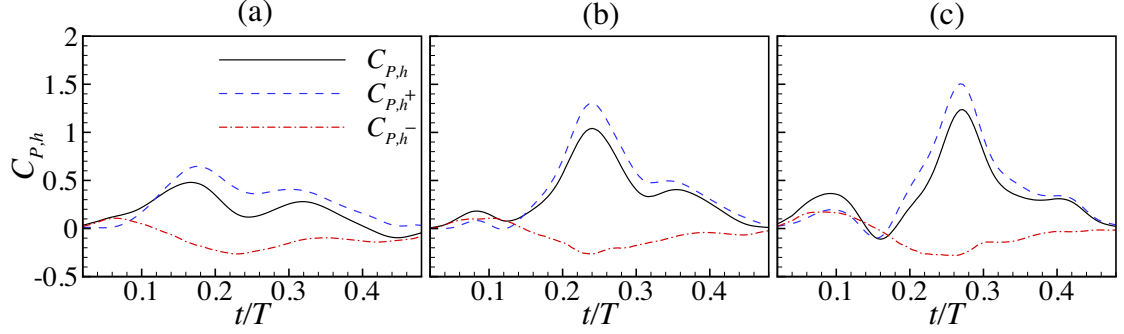 (a) (b) (c)
2
1.5
1
0.5
0
-0.5
C_{P,h}
C_{P,h}
C_{P,h^+}
C_{P,h^-}
0.1 0.2 0.3 0.4 0.1 0.2 0.3 0.4 0.1 0.2 0.3 0.4
t/T t/T t/T